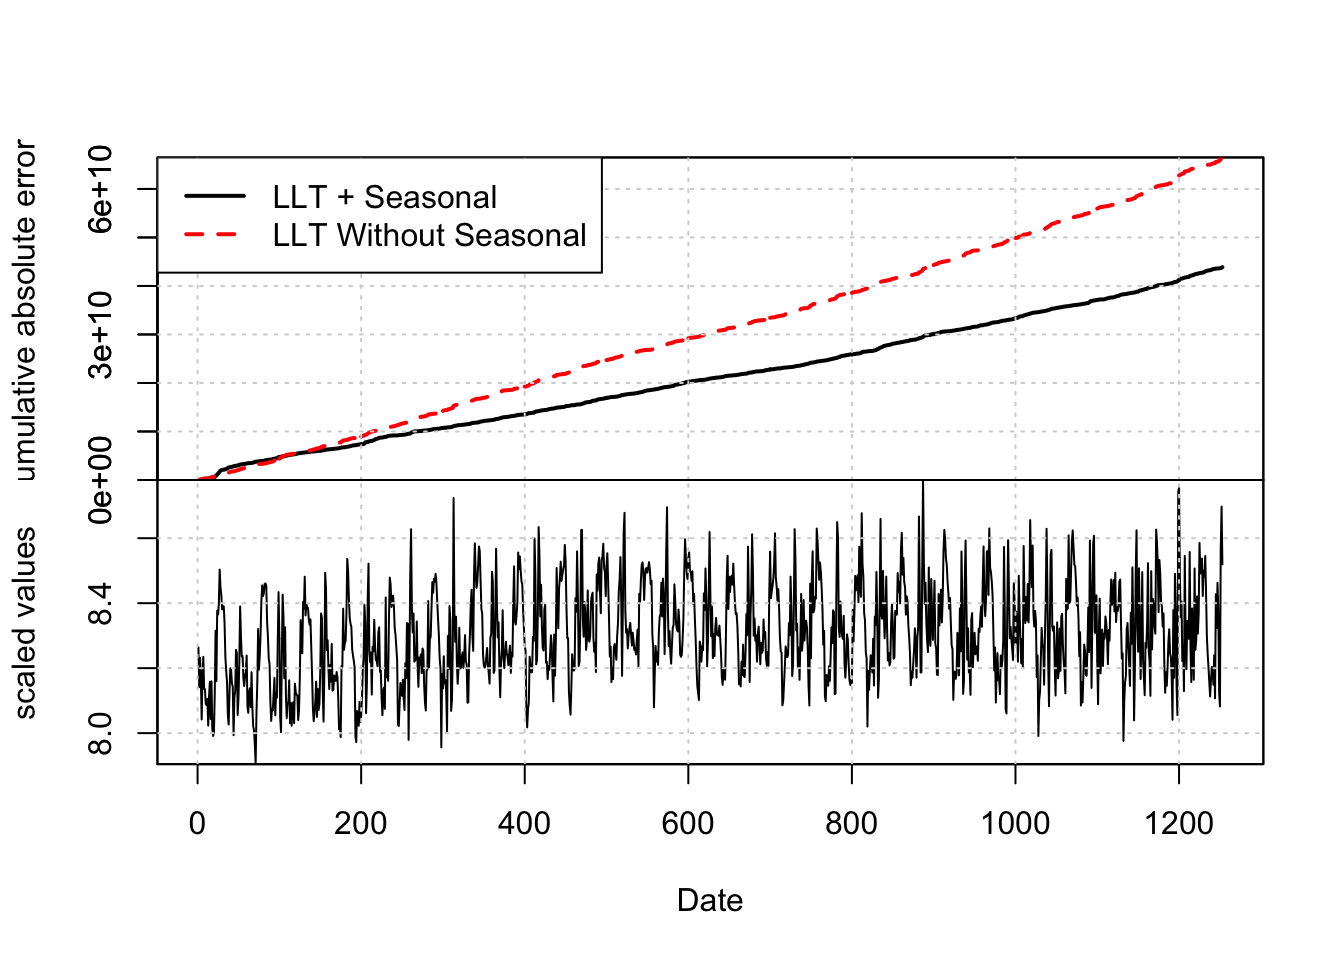 umulative absolute error
0e+00
3e+10
6e+10
LLT + Seasonal
LLT Without Seasonal
scaled values
8.0
8.4
0
200
400
600
800
1000
1200
Date